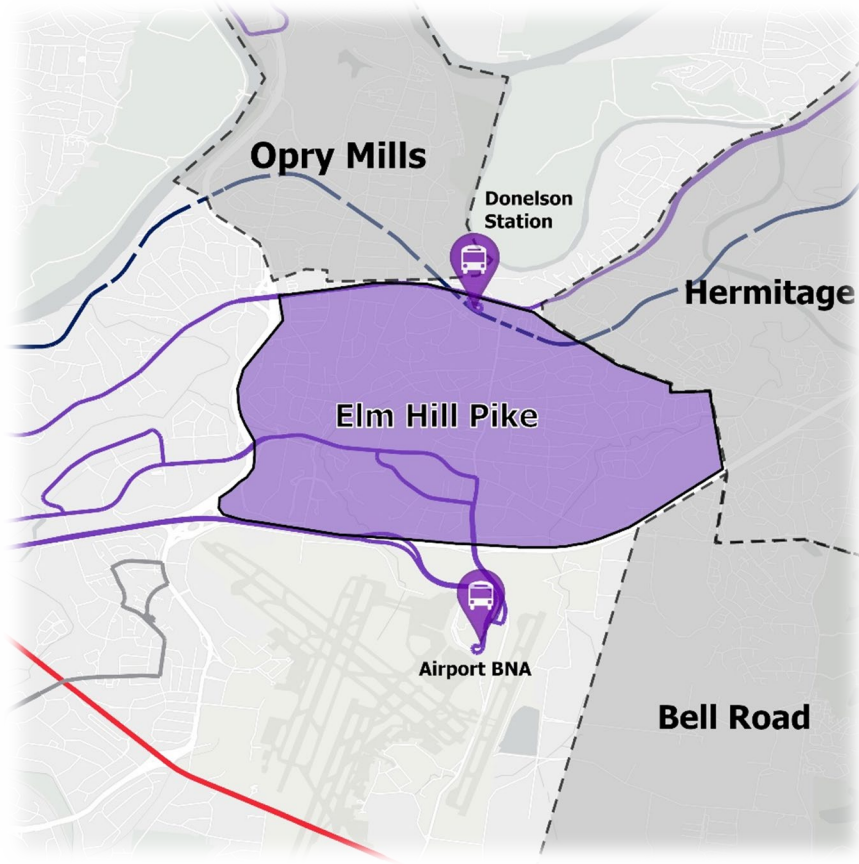 Opry Mills
Donelson
Station
Hermitage
Elm Hill Pike
Airport BNA
Bell Road